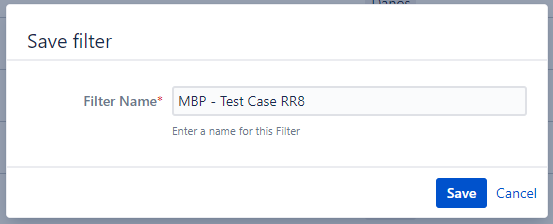 Save filter
Filter Name*
MBP - Test Case RR8
Enter a name for this Filter
Save
Cancel